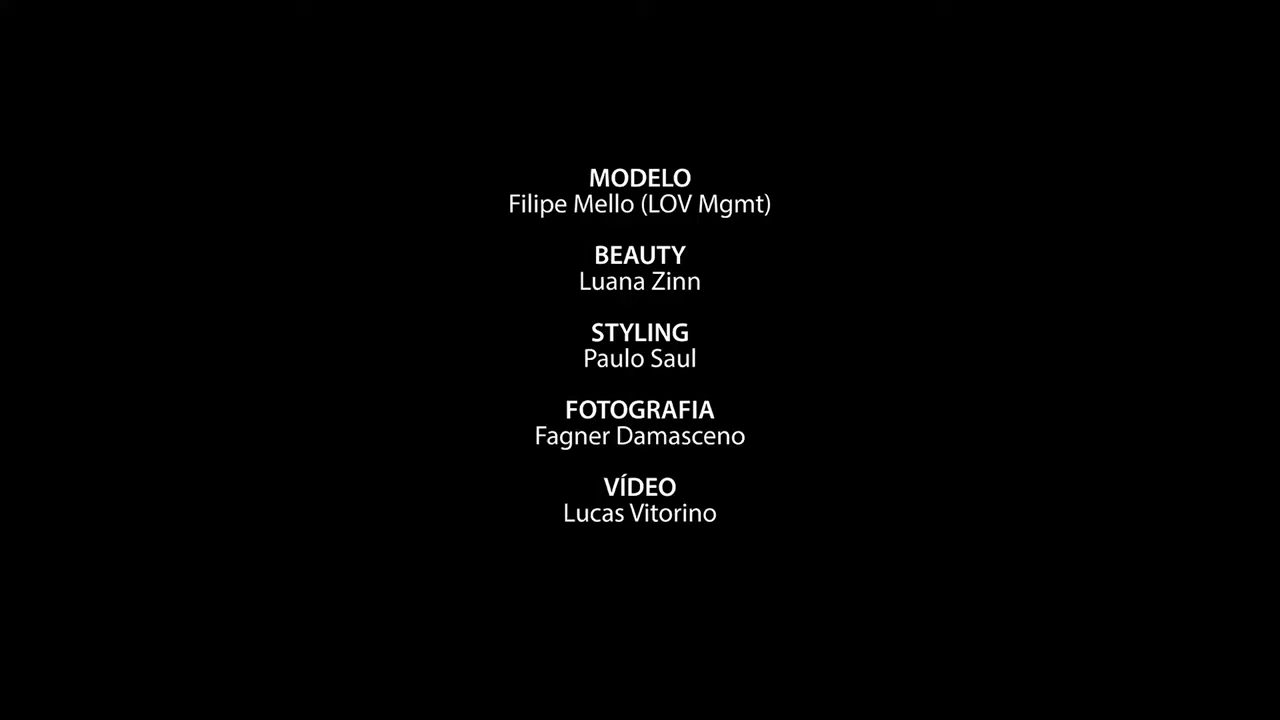 MODELO
Filipe Mello (LOV Mgmt)
BEAUTY
Luana Zinn
STYLING
Paulo Saul
FOTOGRAFIA
Fagner Damasceno
VÍDEO
Lucas Vitorino